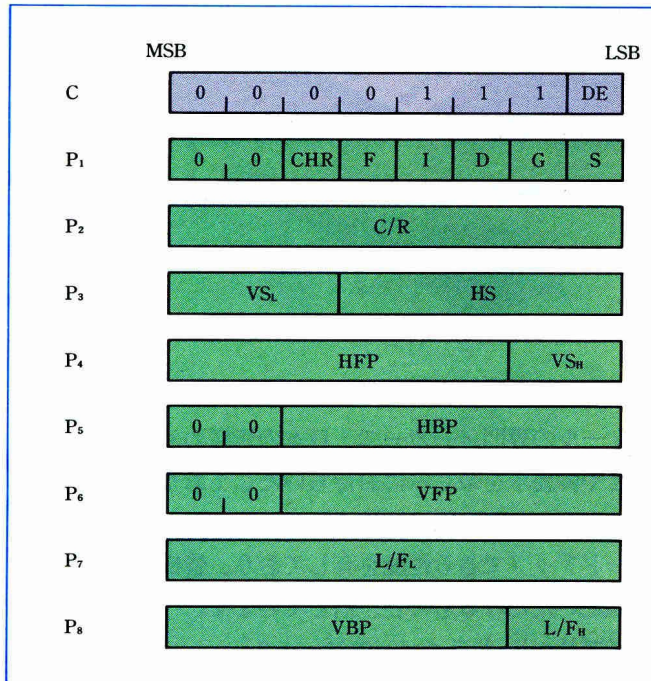 MSB LSB
C 0 0 0 0 1 1 1 DE
P₁ 0 0 CHR F I D G S
P₂ C/R
P₃ VSL HS
P₄ HFP VSH
P₅ 0 0 HBP
P₆ 0 0 VFP
P₇ L/FL
P₈ VBP L/FH